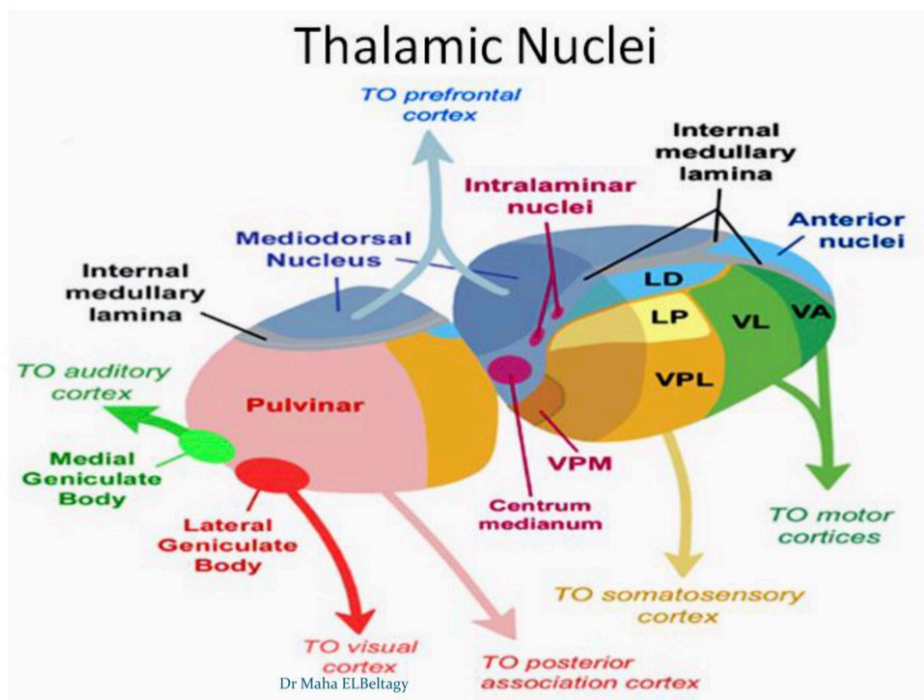 Thalamic Nuclei
TO prefrontal
cortex
Internal
medullary
lamina
Intralaminar
nuclei
Anterior
nuclei
Mediodorsal
Nucleus
Internal
medullary
lamina
LD
LP
VL
VA
TO auditory
cortex
Pulvinar
VPL
Medial
Geniculate
Body
VPM
Centrum
medianum
Lateral
Geniculate
Body
TO motor
cortices
TO somatosensory
cortex
TO visual
cortex
TO posterior
association cortex
Dr Maha ELBeltagy